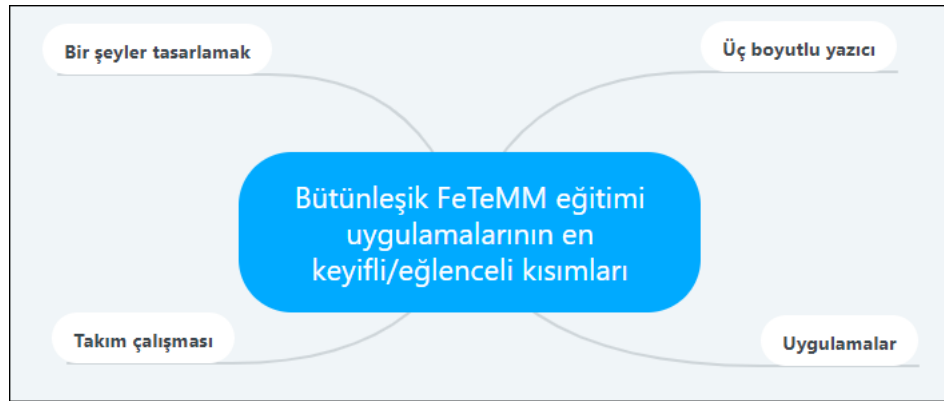 Bir şeyler tasarlamak
Üç boyutlu yazıcı
Bütünleşik FeTeMM eğitimi
uygulamalarının en
keyifli/eğlenceli kısımları
Takım çalışması
Uygulamalar